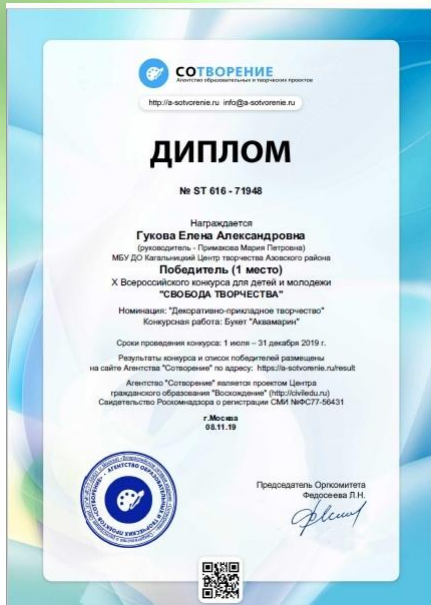 СОТВОРЕНИЕ
Агентство образовательных и творческих проектов
http://a-sotvorenie.ru info@a-sotvorenie.ru
ДИПЛОМ
№ ST 616 - 71948
Награждается
Гукова Елена Александровна
(руководитель - Примакова Мария Петровна)
МБУ ДО Кагальницкий Центр творчества Азовского района
Победитель (1 место)
X Всероссийского конкурса для детей и молодежи
"СВОБОДА ТВОРЧЕСТВА"
Номинация: "Декоративно-прикладное творчество"
Конкурсная работа: Букет "Аквамарин"
Сроки проведения конкурса: 1 июля – 31 декабря 2019 г.
Результаты конкурса и список победителей размещены
на сайте Агентства "Сотворение" по адресу: https://a-sotvorenie.ru/result
Агентство "Сотворение" является проектом Центра
гражданского образования "Восхождение" (http://civiledu.ru)
Свидетельство Роскомнадзора о регистрации СМИ №ФС77-56431
г.Москва
08.11.19
Председатель Оргкомитета
Федосеева Л.Н.
АГЕНТСТВО ОБРАЗОВАТЕЛЬНЫХ И ТВОРЧЕСКИХ ПРОЕКТОВ «СОТВОРЕНИЕ»